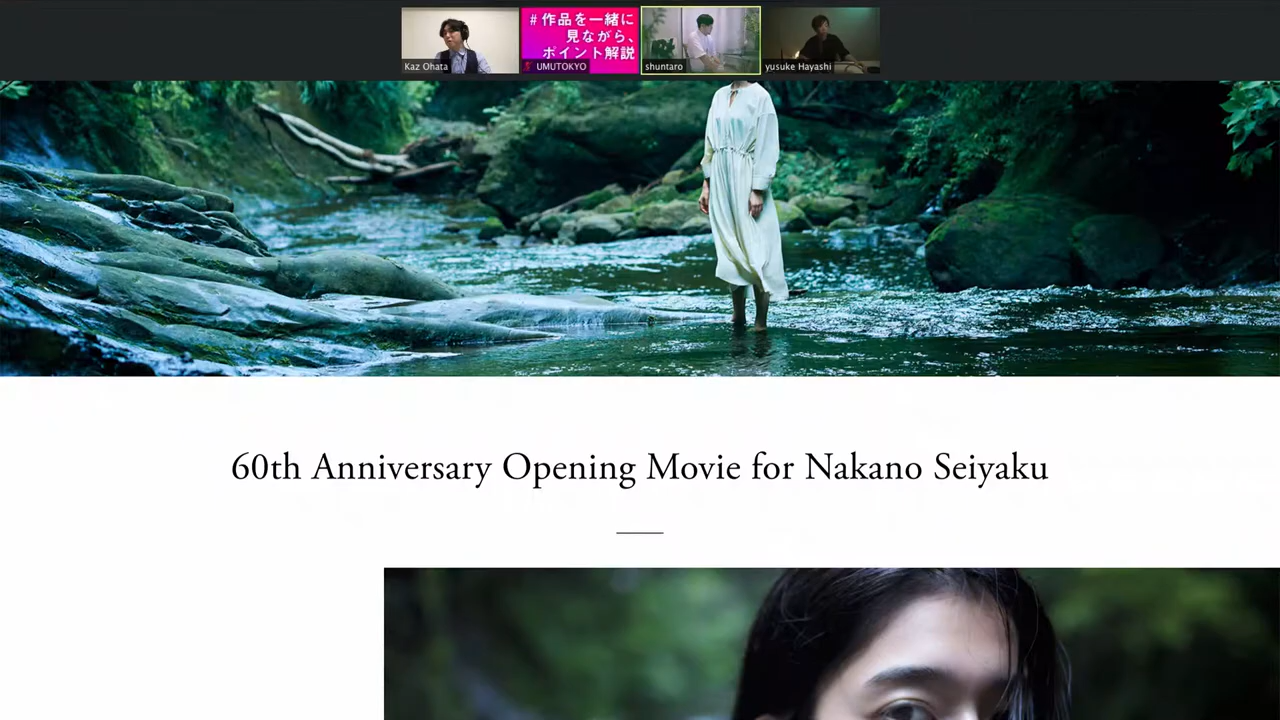 #作品を一緒に
見ながら、
ポイント解説
Kaz Ohata
UMUTOKYO
shuntaro
yusuke Hayashi
60th Anniversary Opening Movie for Nakano Seiyaku